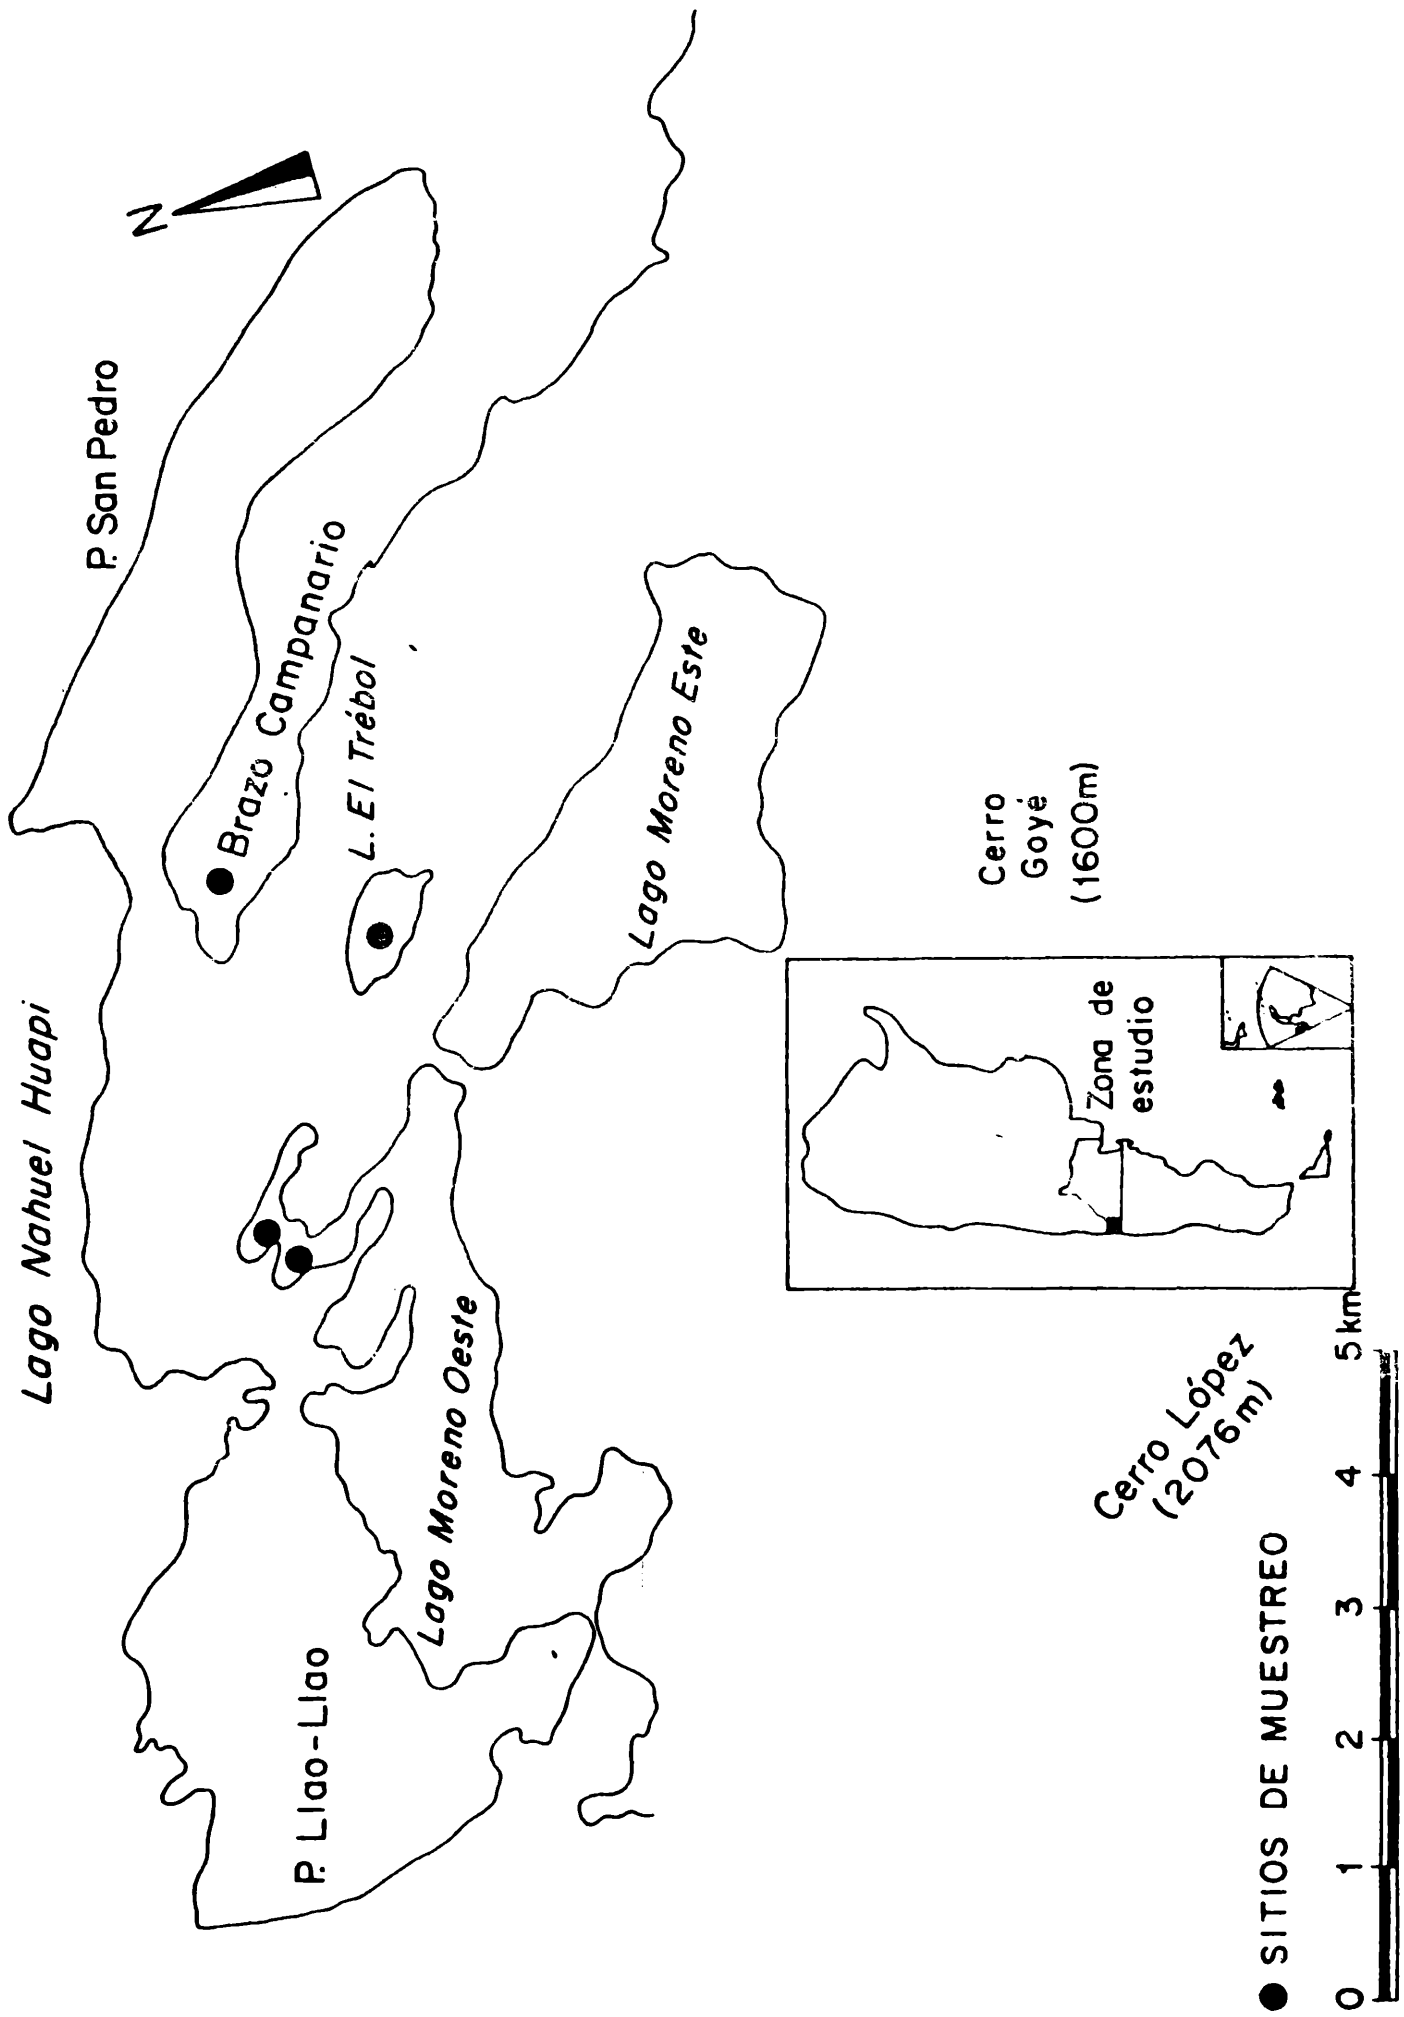 Lago Nahuel Huapi
P. San Pedro
N
Brazo Campanario
L. El Trébol
P. Llao-Llao
Lago Moreno Oeste
Lago Moreno Este
Cerro
Goye
(1600m)
Cerro López
(2076m)
Zona de
estudio
SITIOS DE MUESTREO
0 1 2 3 4 5km